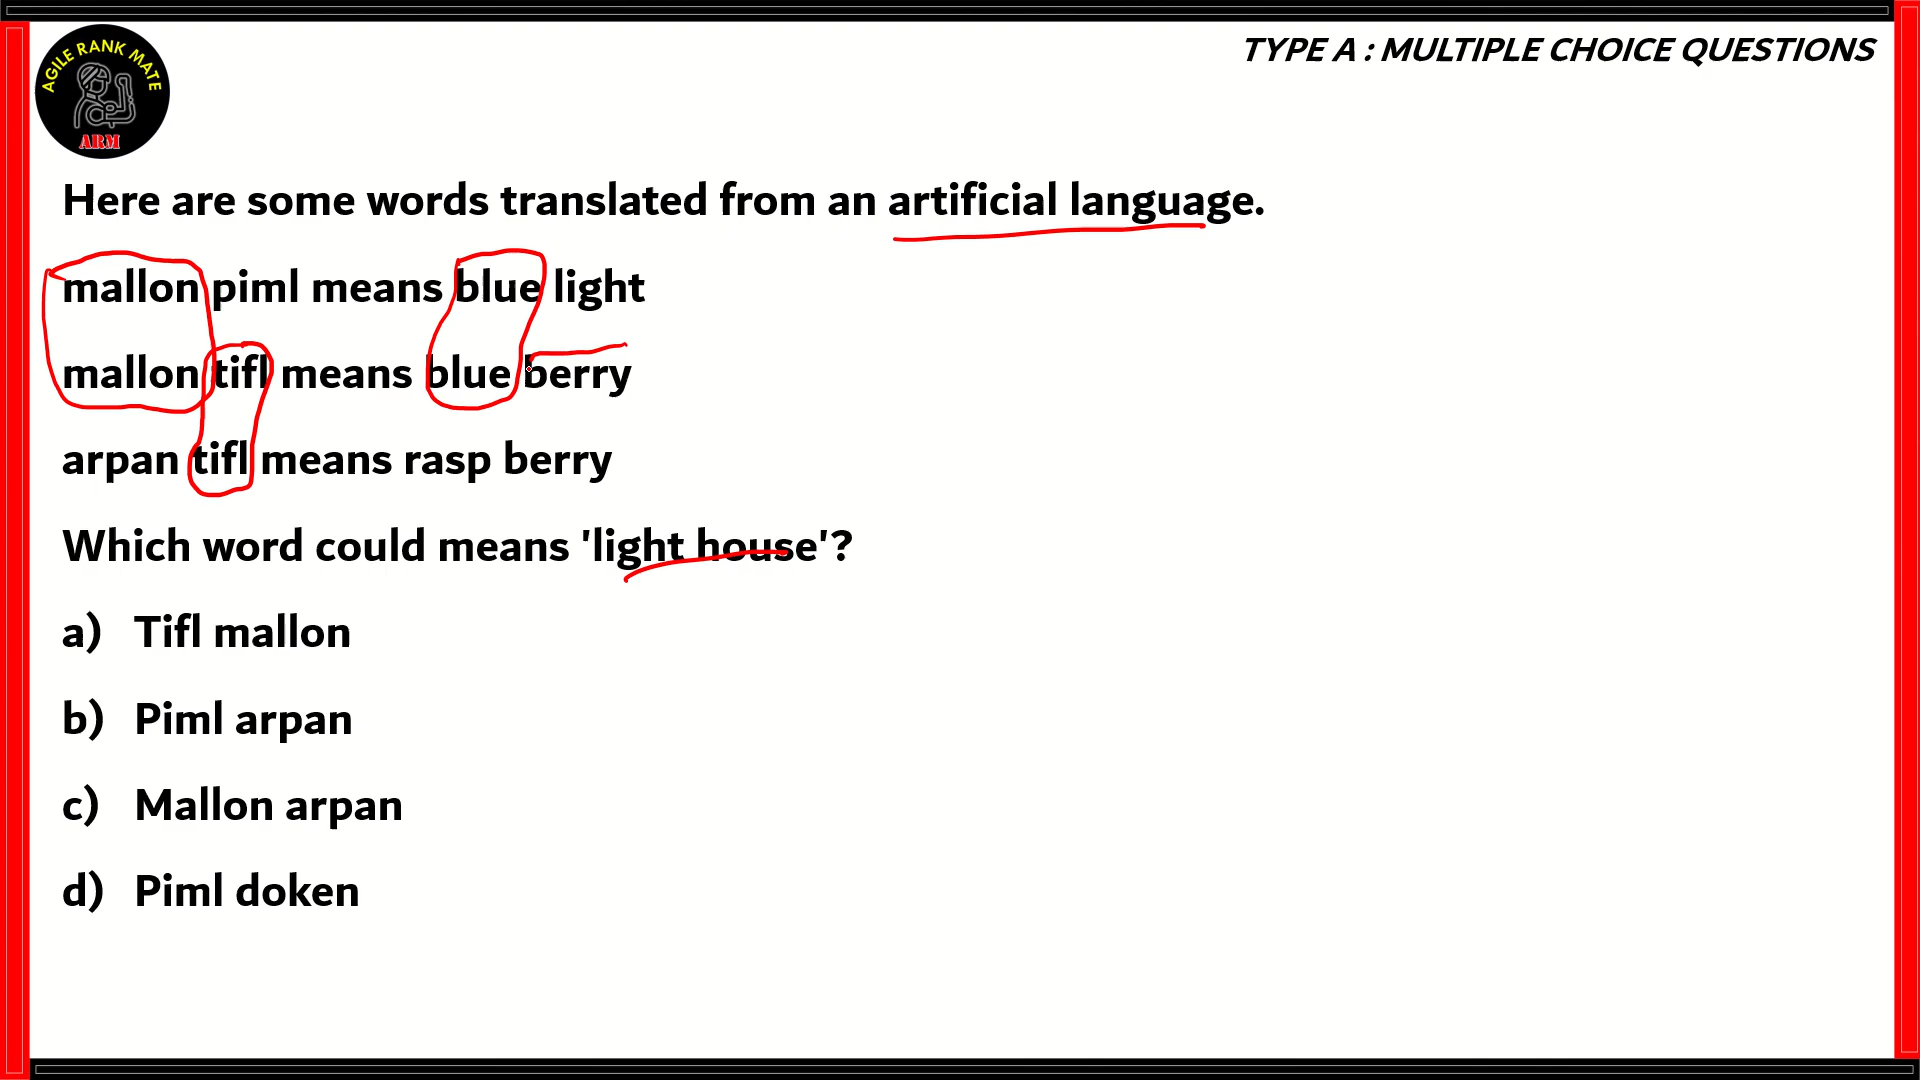 AGILE RANK MATE
ARM
TYPE A : MULTIPLE CHOICE QUESTIONS
Here are some words translated from an artificial language.
mallon piml means blue light
mallon tifl means blue berry
arpan tifl means rasp berry
Which word could means 'light house'?
a) Tifl mallon
b) Piml arpan
c) Mallon arpan
d) Piml doken